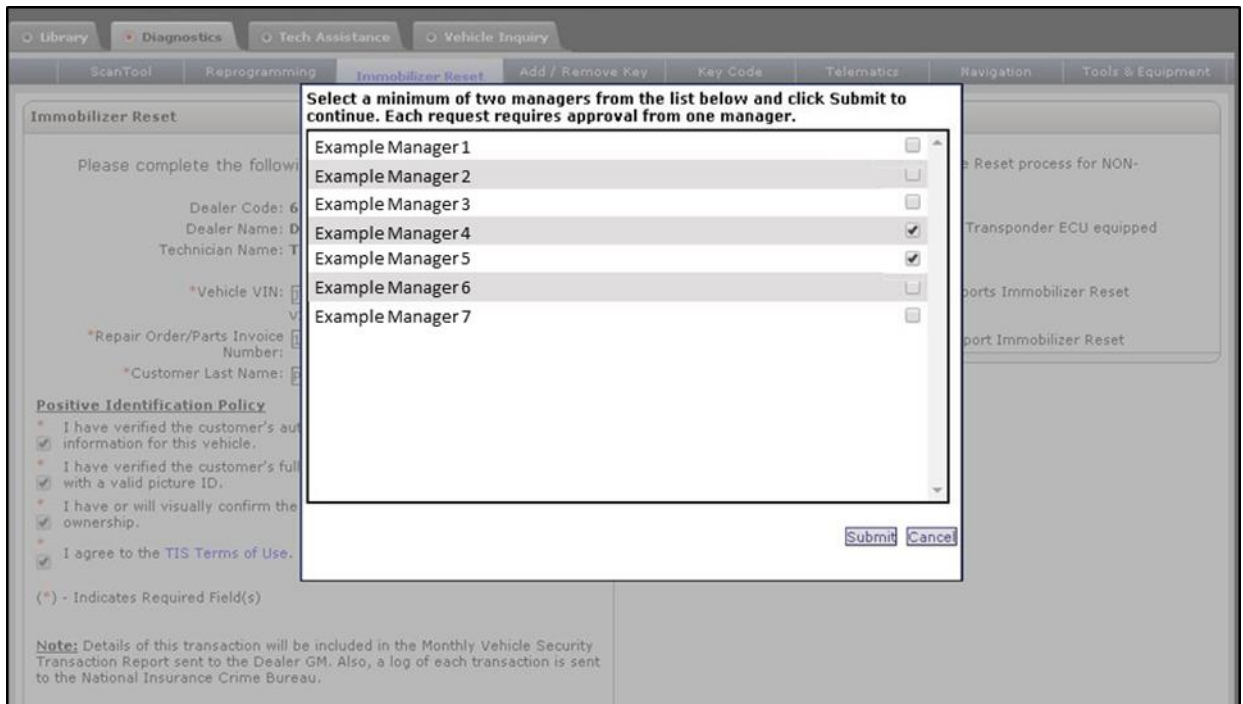 Library Diagnostics Tech Assistance Vehicle Inquiry
ScanTool Reprogramming Immobilizer Reset Add / Remove Key Key Code Telematics Navigation Tools & Equipment
Immobilizer Reset
Please complete the followi
Dealer Code: 6
Dealer Name: D
Technician Name: T
*Vehicle VIN:
*Repair Order/Parts Invoice
Number:
*Customer Last Name:
Positive Identification Policy
* I have verified the customer's aut
information for this vehicle.
* I have verified the customer's full
with a valid picture ID.
* I have or will visually confirm the
ownership.
*
I agree to the TIS Terms of Use.
(*) - Indicates Required Field(s)
Note: Details of this transaction will be included in the Monthly Vehicle Security
Transaction Report sent to the Dealer GM. Also, a log of each transaction is sent
to the National Insurance Crime Bureau.
Select a minimum of two managers from the list below and click Submit to
continue. Each request requires approval from one manager.
Example Manager 1
Example Manager 2
Example Manager 3
Example Manager 4
Example Manager 5
Example Manager 6
Example Manager 7
Submit Cancel
e Reset process for NON-
Transponder ECU equipped
ports Immobilizer Reset
port Immobilizer Reset